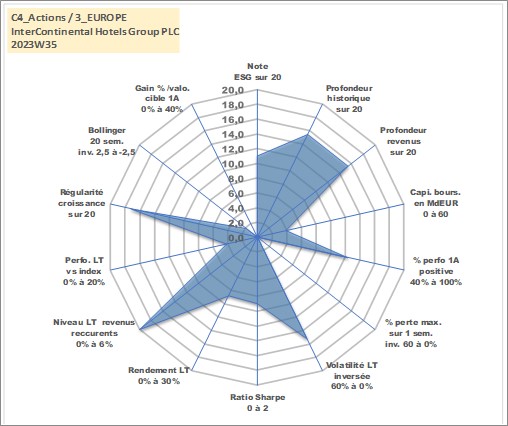 C4_Actions / 3_EUROPE
InterContinental Hotels Group PLC
2023W35
Note
ESG sur 20
Profondeur
historique
sur 20
Profondeur
revenus
sur 20
Capi. bours.
en MdEUR
0 à 60
% perfo 1A
positive
40% à 100%
% perte max.
sur 1 sem.
inv. 60 à 0%
Volatilité LT
inversée
60% à 0%
Ratio Sharpe
0 à 2
Rendement LT
0% à 30%
Niveau LT revenus
reccurents
0% à 6%
Perfo. LT
vs index
0% à 20%
Régularité
croissance
sur 20
Bollinger
20 sem.
inv. 2,5 à -2,5
Gain % /valo.
cible 1A
0% à 40%
20,0
18,0
16,0
14,0
12,0
10,0
8,0
6,0
4,0
2,0
0,0